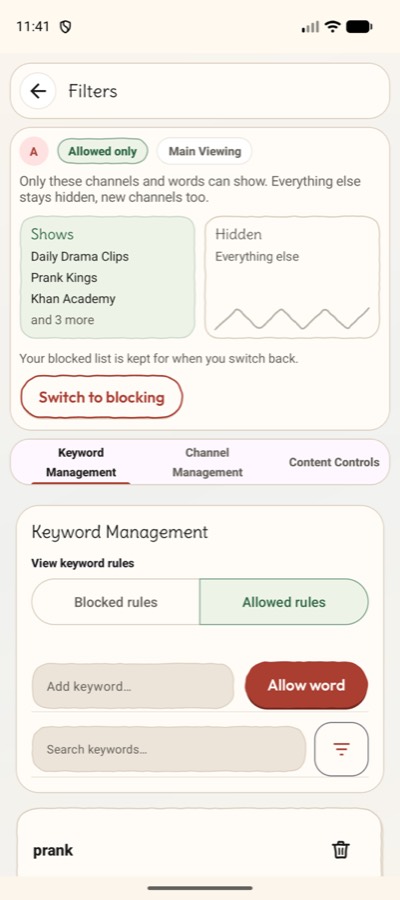 11:41
Filters
A
Allowed only
Main Viewing
Only these channels and words can show. Everything else
stays hidden, new channels too.
Shows
Daily Drama Clips
Prank Kings
Khan Academy
and 3 more
Hidden
Everything else
Your blocked list is kept for when you switch back.
Switch to blocking
Keyword
Management
Channel
Management
Content Controls
Keyword Management
View keyword rules
Blocked rules
Allowed rules
Add keyword...
Allow word
Search keywords...
prank